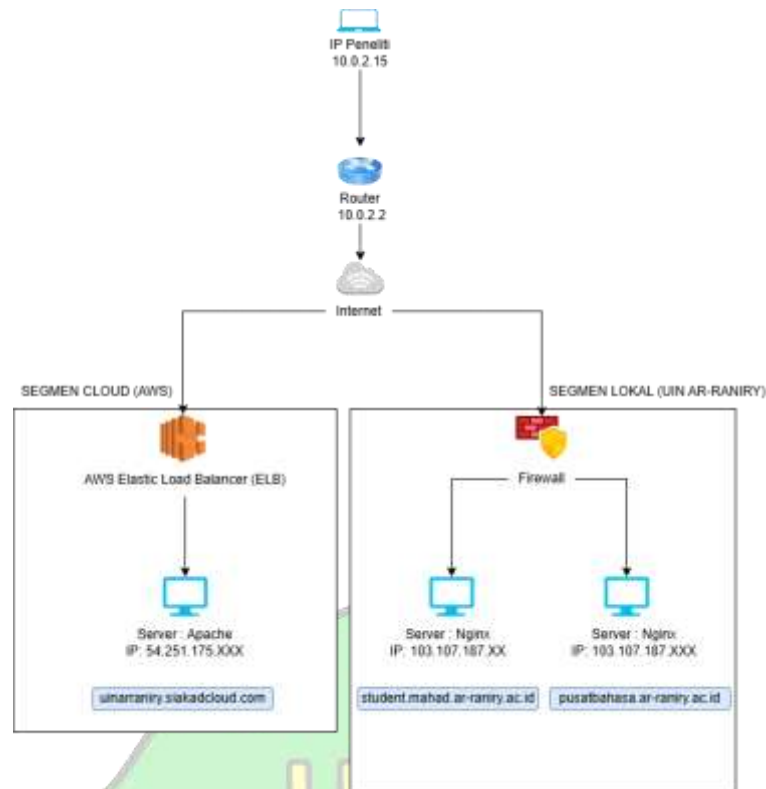 IP Peneliti
10.0.2.15
Router
10.0.2.2
Internet
SEGMEN CLOUD (AWS)
SEGMEN LOKAL (UIN AR-RANIRY)
AWS Elastic Load Balancer (ELB)
Firewall
Server : Apache
IP: 54.251.175.XXX
Server : Nginx
IP: 103.107.187.XX
Server : Nginx
IP: 103.107.187.XXX
uinarraniry.siakadcloud.com
student.mahad.ar-raniry.ac.id
pusatbahasa.ar-raniry.ac.id